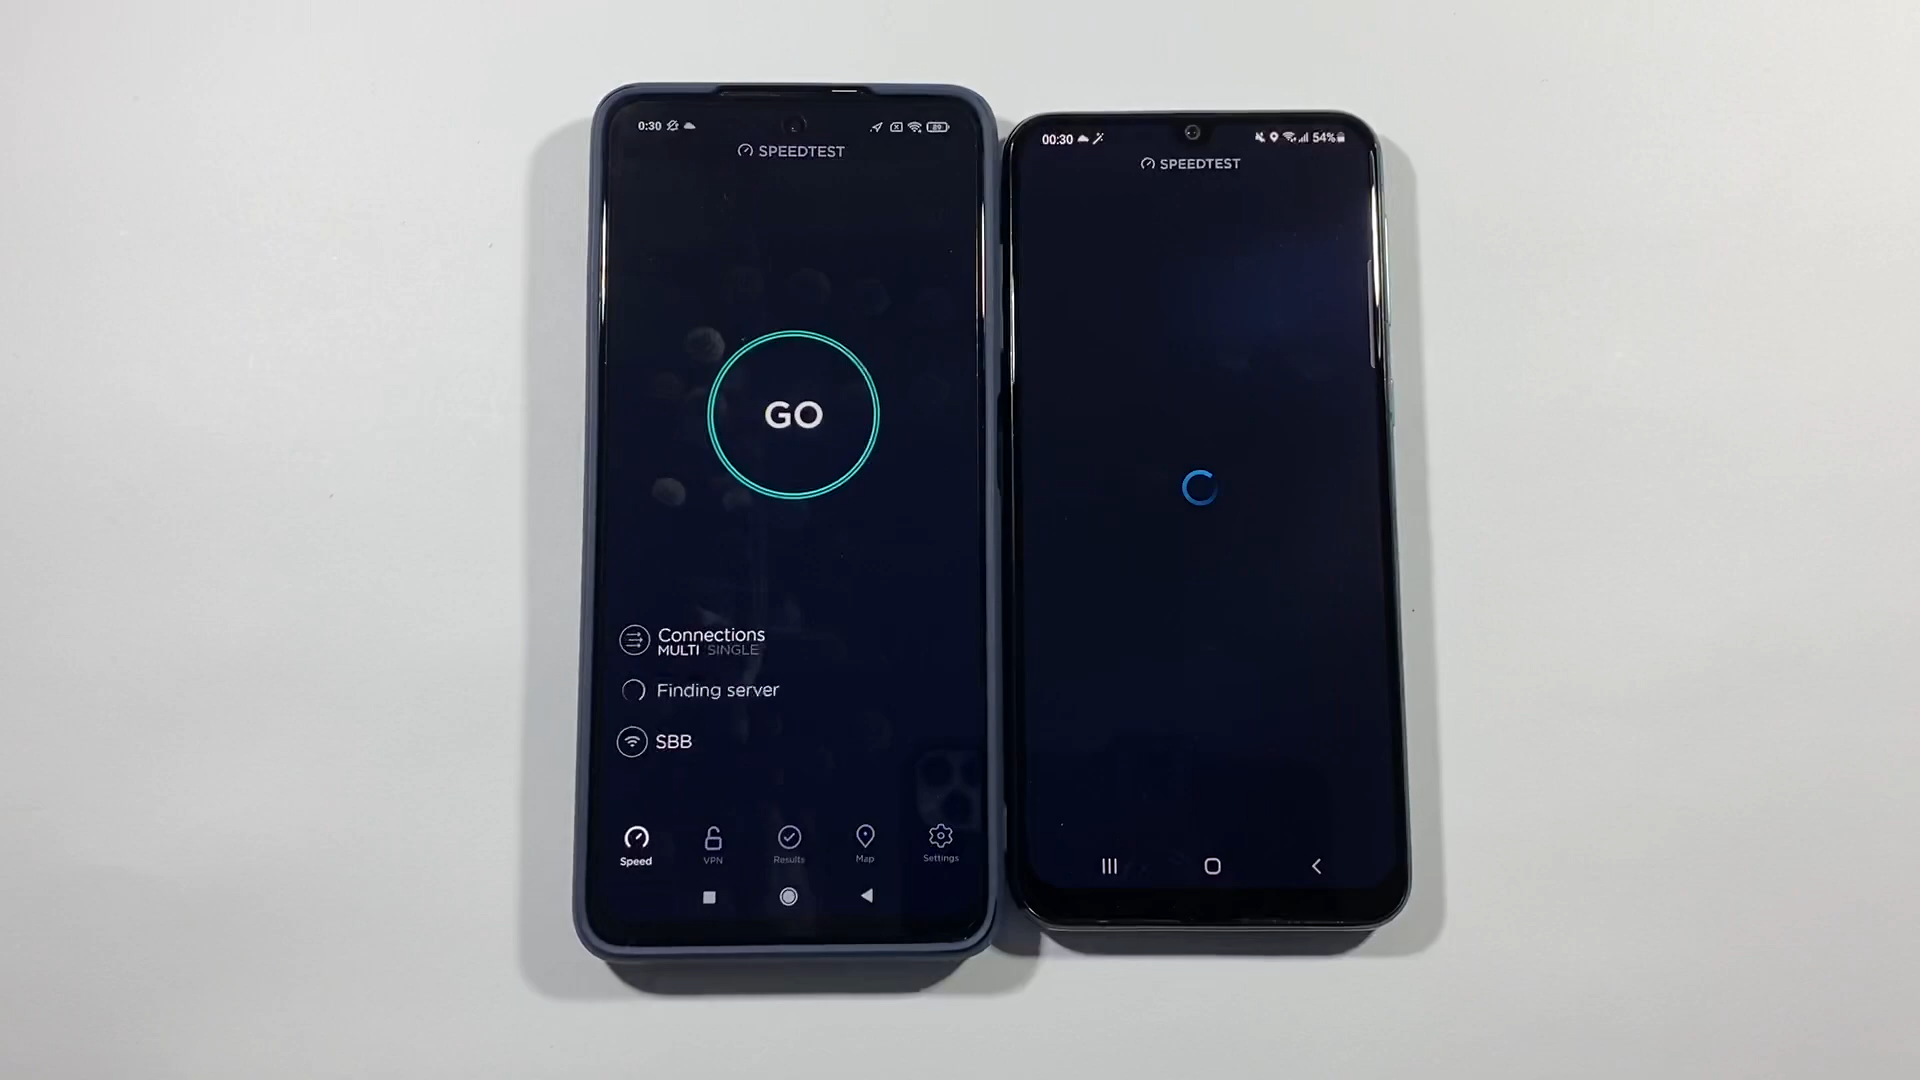 0:30
SPEEDTEST
GO
Connections
MULTI SINGLE
Finding server
SBB
Speed
VPN
Results
Map
Settings
00:30
54%
SPEEDTEST